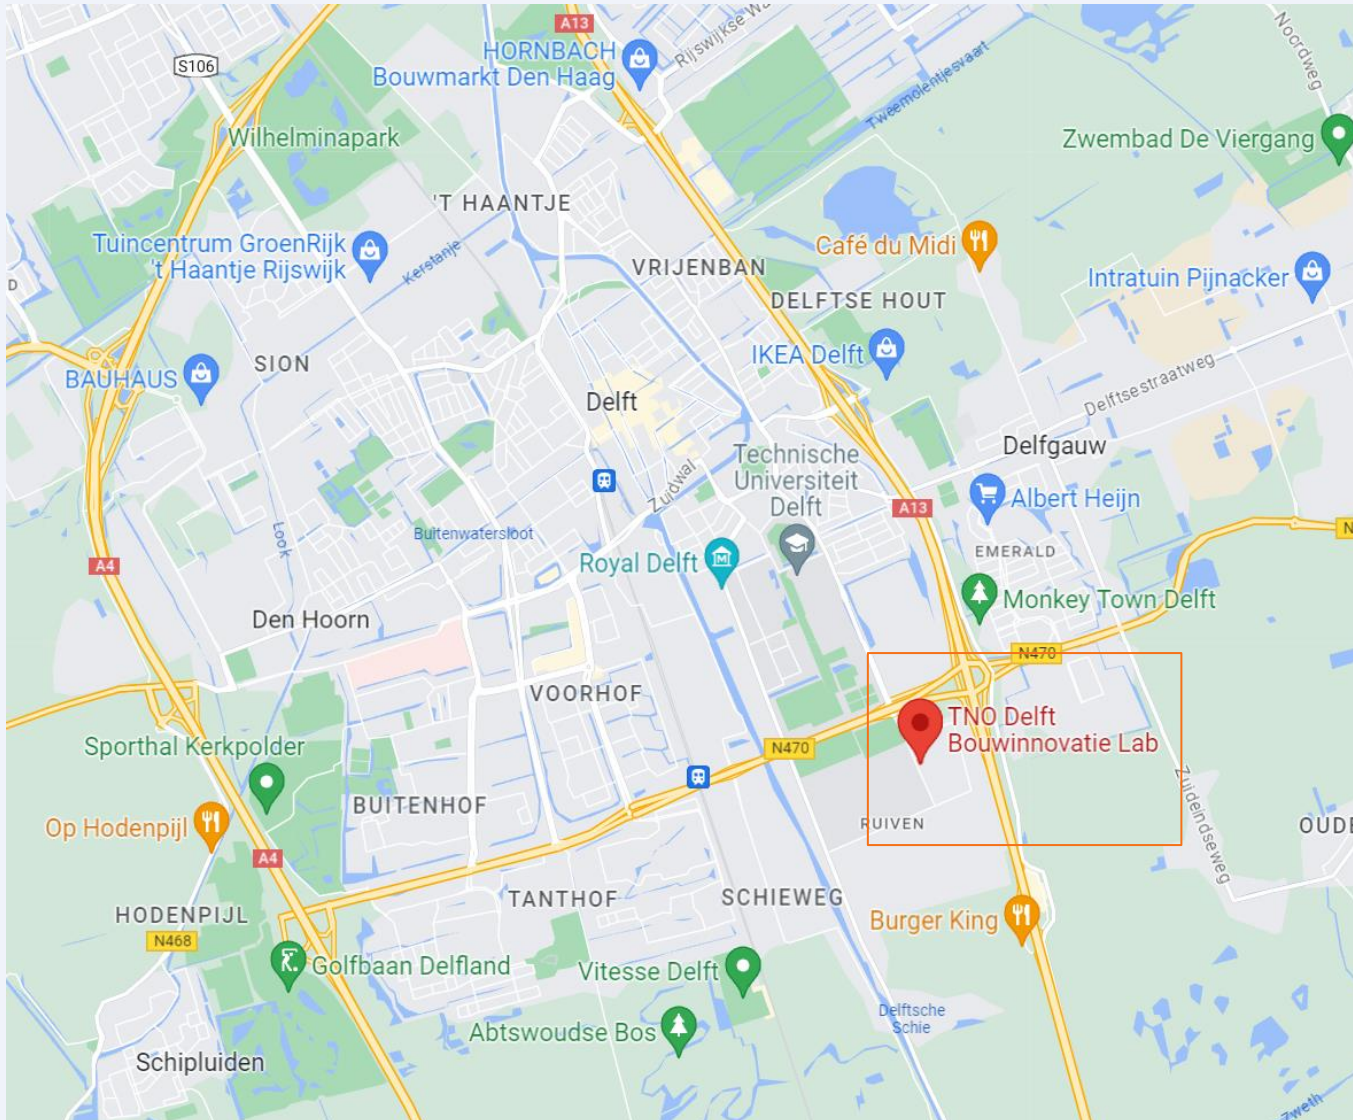 A13
HORNBACH
Bouwmarkt Den Haag
Rijswijkse Wa
Noordweg
S106
Tweemolentjesvaart
Wilhelminapark
Zwembad De Viergang
'T HAANTJE
Tuincentrum GroenRijk
't Haantje Rijswijk
Kerstanje
Café du Midi
VRIJENBAN
Intratuin Pijnacker
D
DELFTSE HOUT
SION
IKEA Delft
BAUHAUS
Delftsestraatweg
Delft
Delfgauw
Technische
Universiteit
Delft
Zuidwal
Albert Heijn
A13
Look
Buitenwatersloot
N
EMERALD
Royal Delft
A4
Monkey Town Delft
Den Hoorn
N470
VOORHOF
TNO Delft
Bouwinnovatie Lab
Sporthal Kerkpolder
N470
Zuideindseweg
BUITENHOF
Op Hodenpijl
RUIVEN
OUDE
A4
TANTHOF
SCHIEWEG
HODENPIJL
Burger King
N468
Golfbaan Delfland
Vitesse Delft
Delftsche
Schie
Abtswoudse Bos
Schipluiden
Zweth